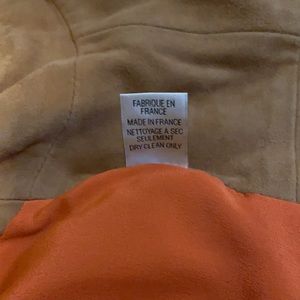 FABRIQUE EN
FRANCE
MADE IN FRANCE
NETTOYAGE A SEC
SEULEMENT
DRY CLEAN ONLY